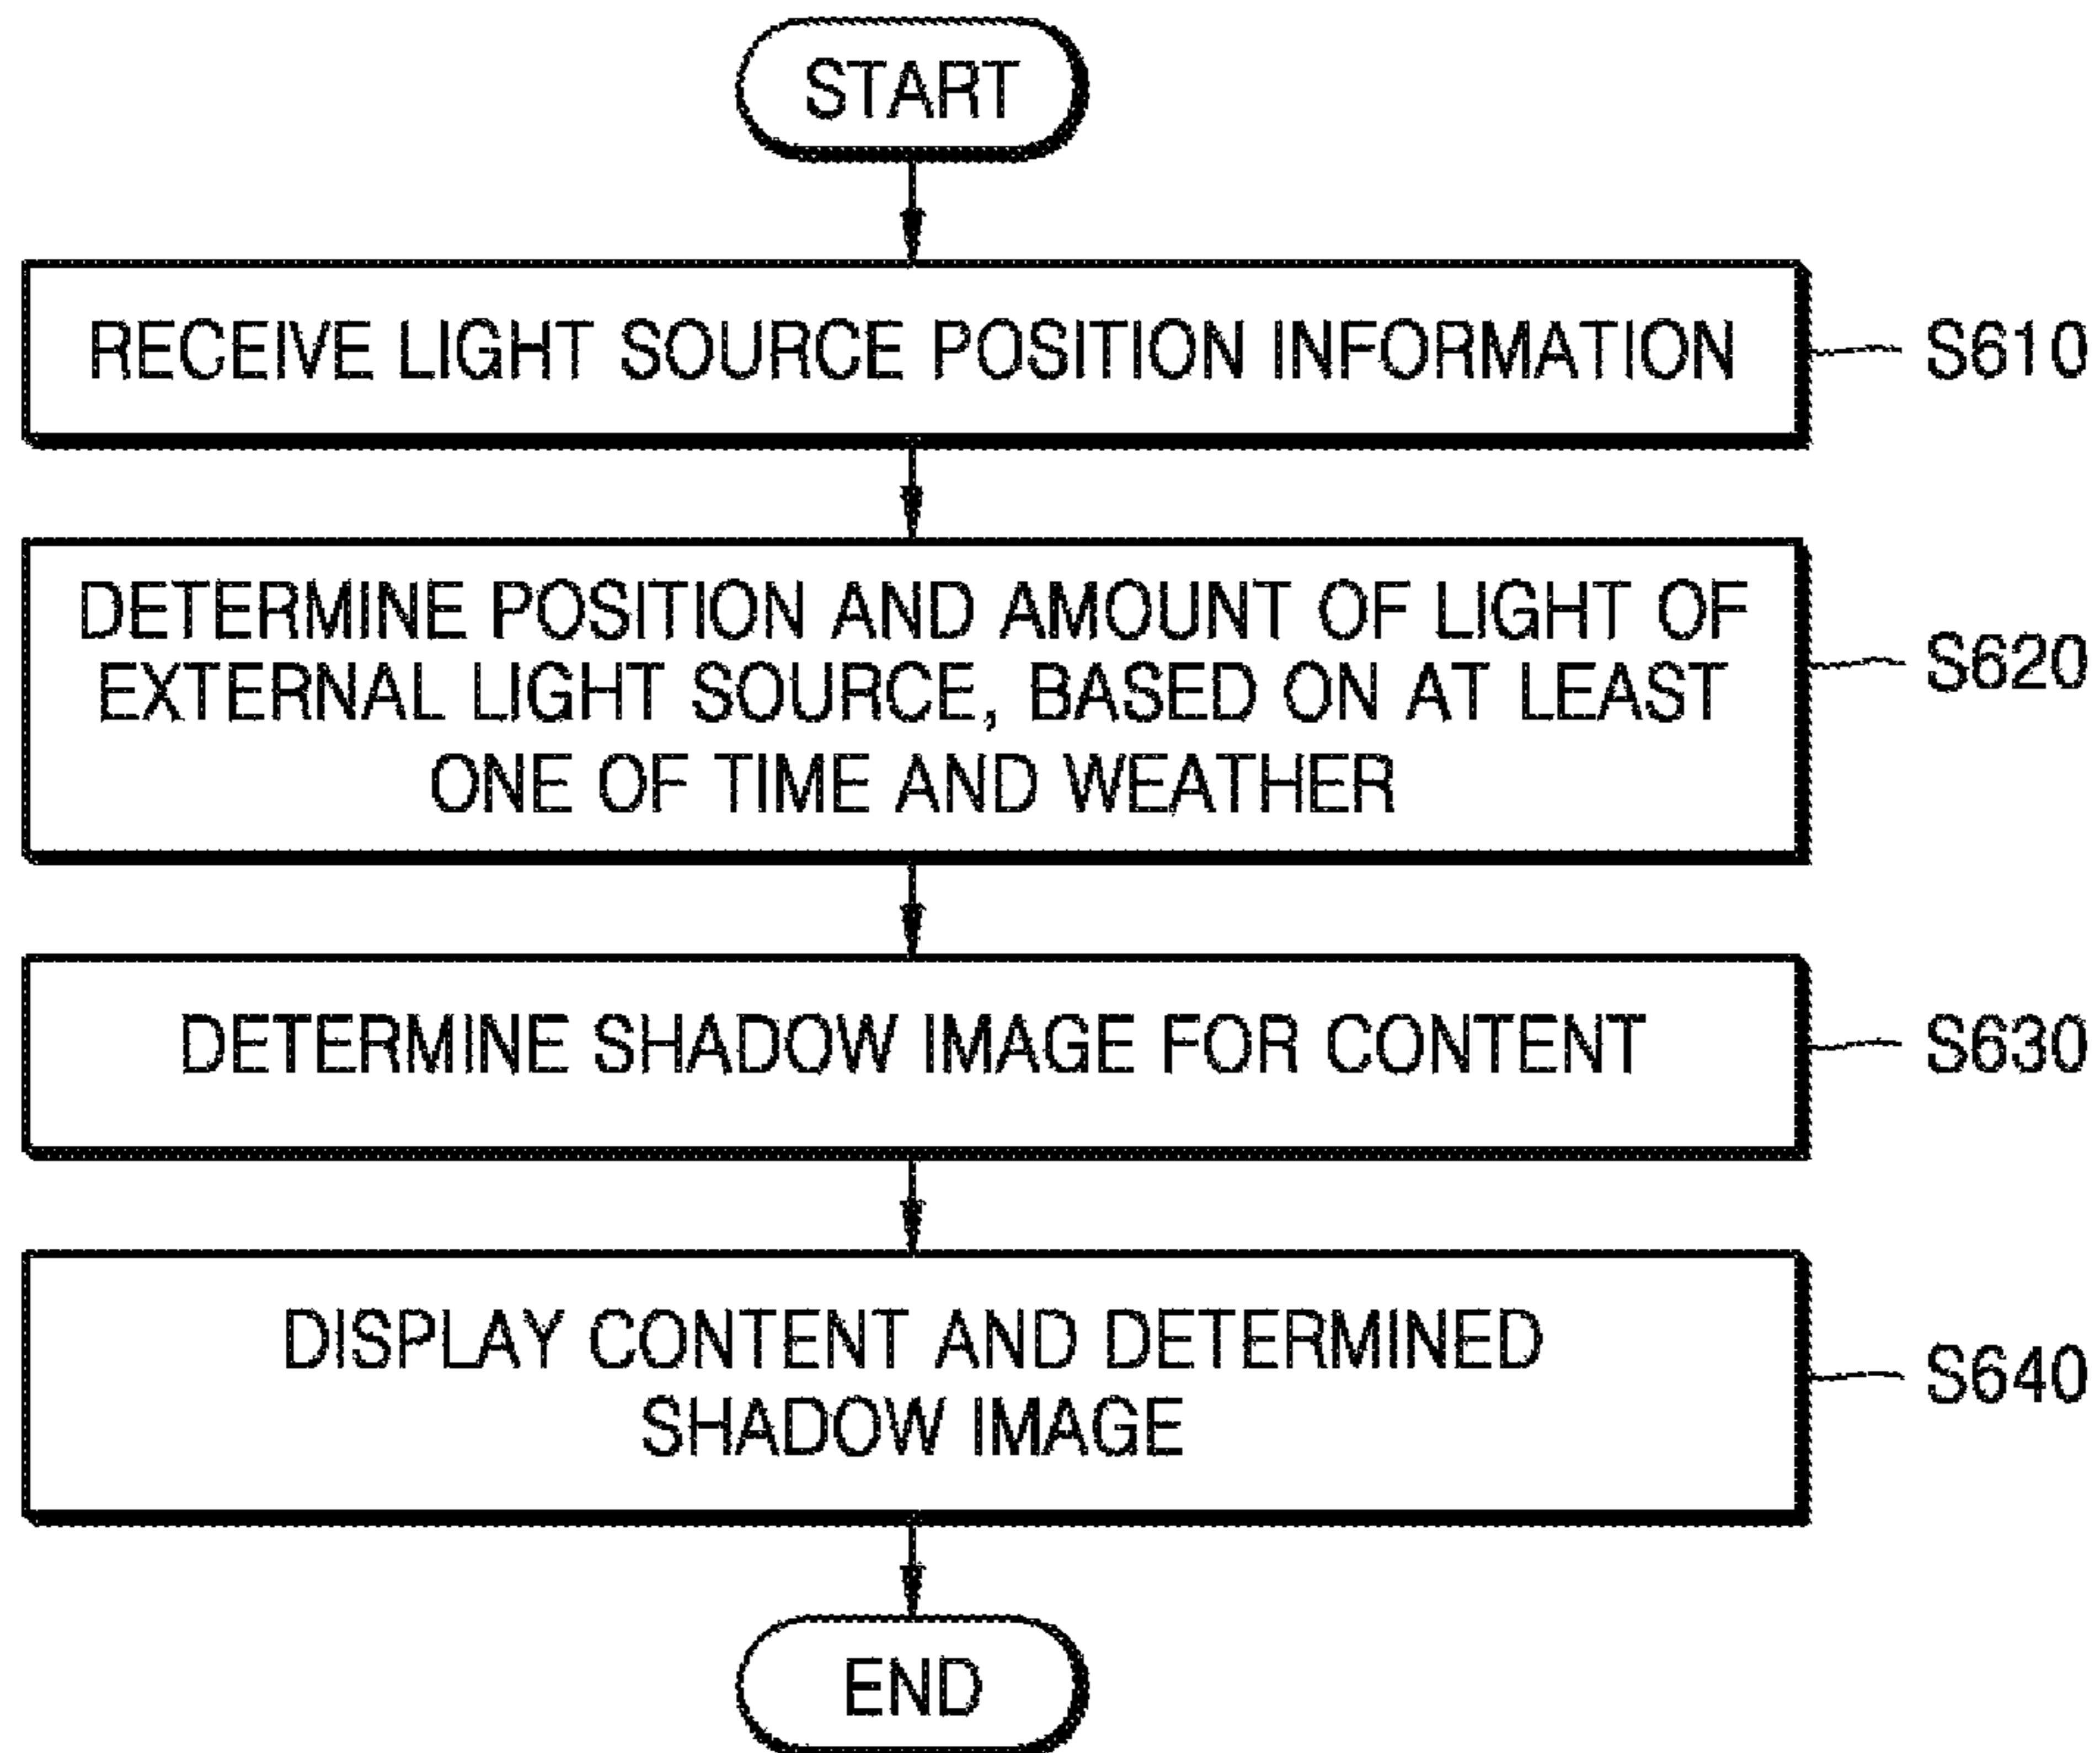 START
RECEIVE LIGHT SOURCE POSITION INFORMATION
S610
DETERMINE POSITION AND AMOUNT OF LIGHT OF
EXTERNAL LIGHT SOURCE, BASED ON AT LEAST
ONE OF TIME AND WEATHER
S620
DETERMINE SHADOW IMAGE FOR CONTENT
S630
DISPLAY CONTENT AND DETERMINED
SHADOW IMAGE
S640
END